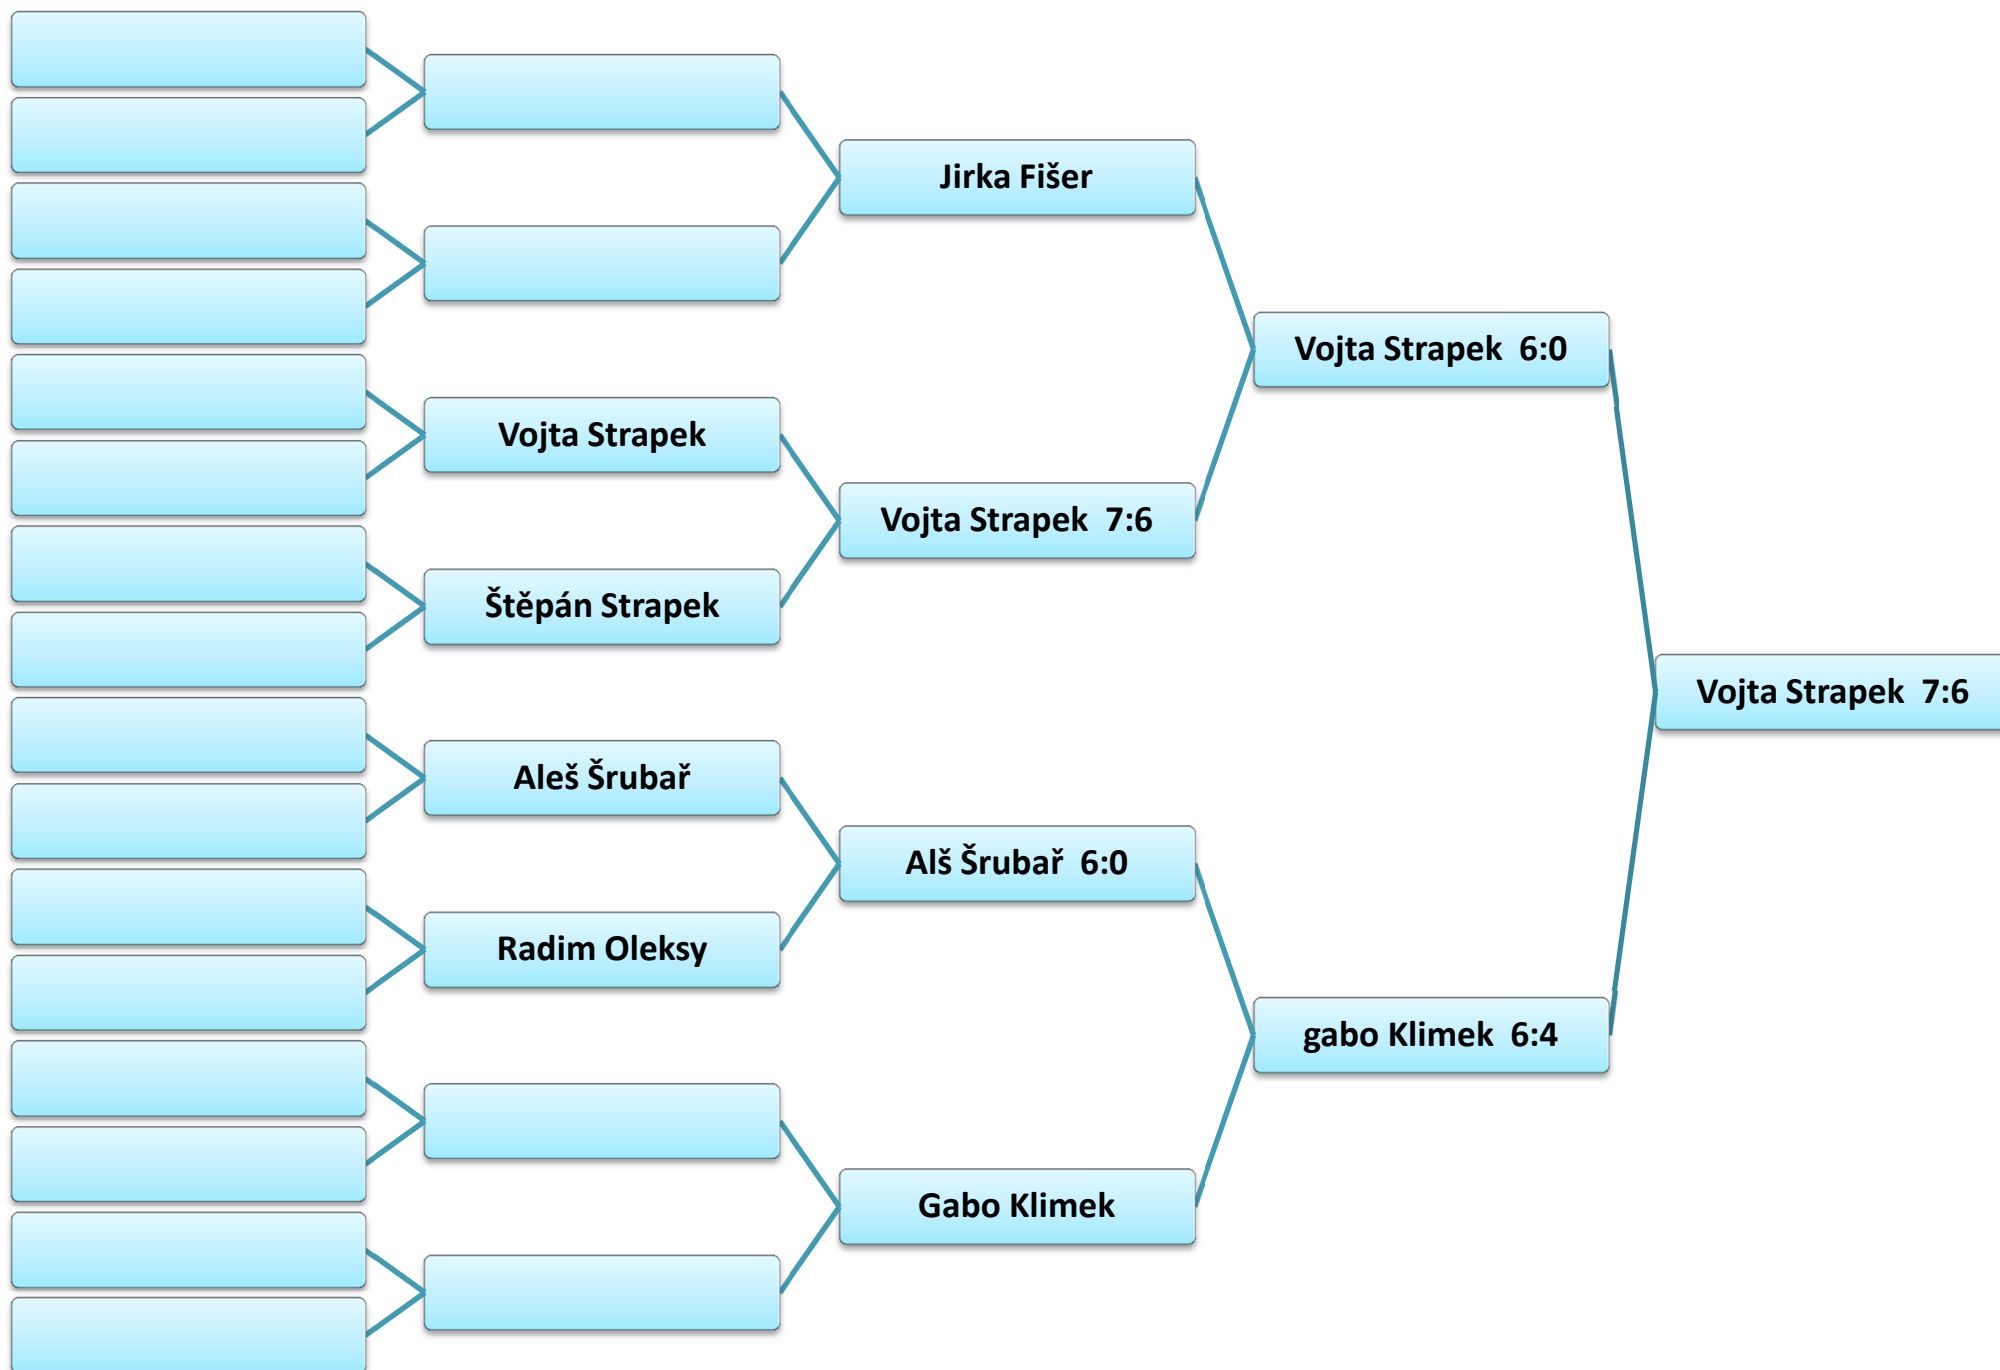 Jirka Fišer
Vojta Strapek 6:0
Vojta Strapek
Vojta Strapek 7:6
Štěpán Strapek
Vojta Strapek 7:6
Aleš Šrubař
Alš Šrubař 6:0
Radim Oleksy
gabo Klimek 6:4
Gabo Klimek